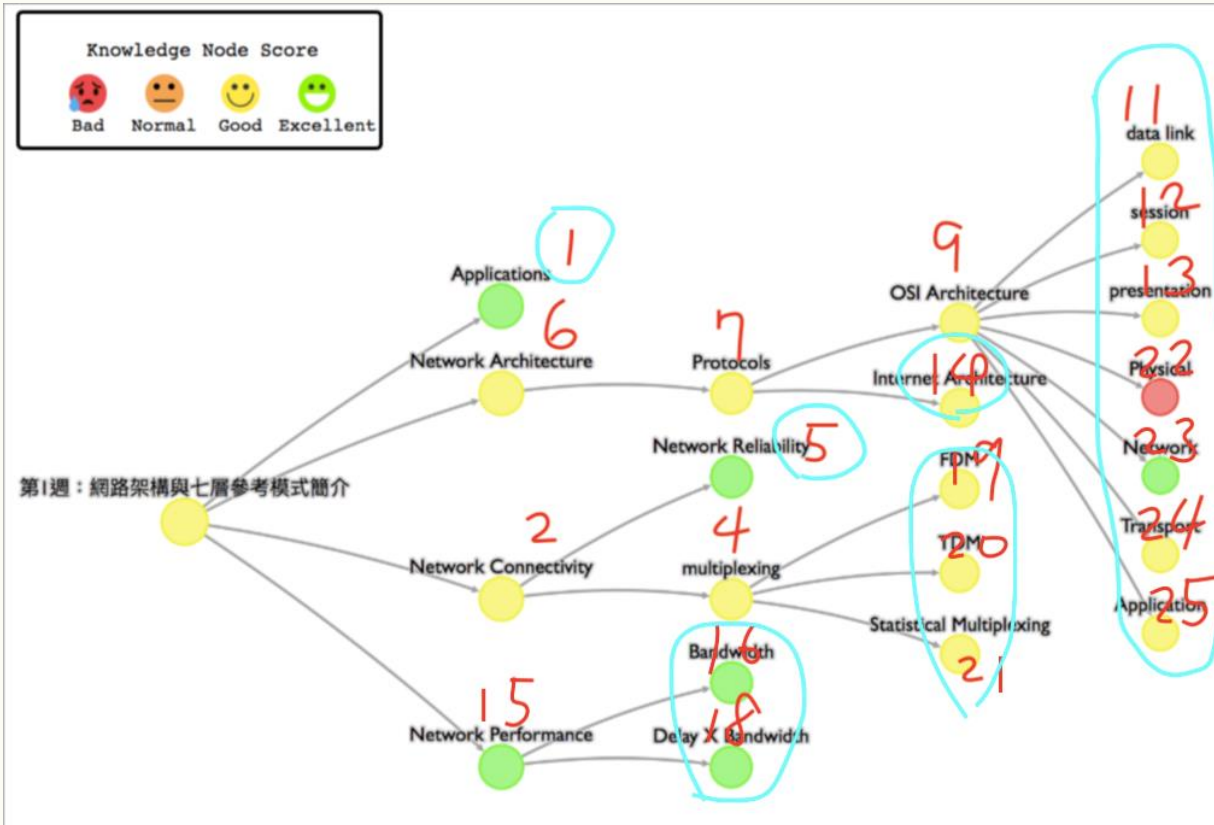 Knowledge Node Score
Bad Normal Good Excellent
11
data link
12
session
13
presentation
22
Physical
23
Network
24
Transport
25
Application
9
OSI Architecture
14
Internet Architecture
1
Applications
6
Network Architecture
7
Protocols
5
Network Reliability
19
FDM
20
TDM
21
Statistical Multiplexing
第1週:網路架構與七層參考模式簡介
2
Network Connectivity
4
multiplexing
16
Bandwidth
18
Delay X Bandwidth
15
Network Performance